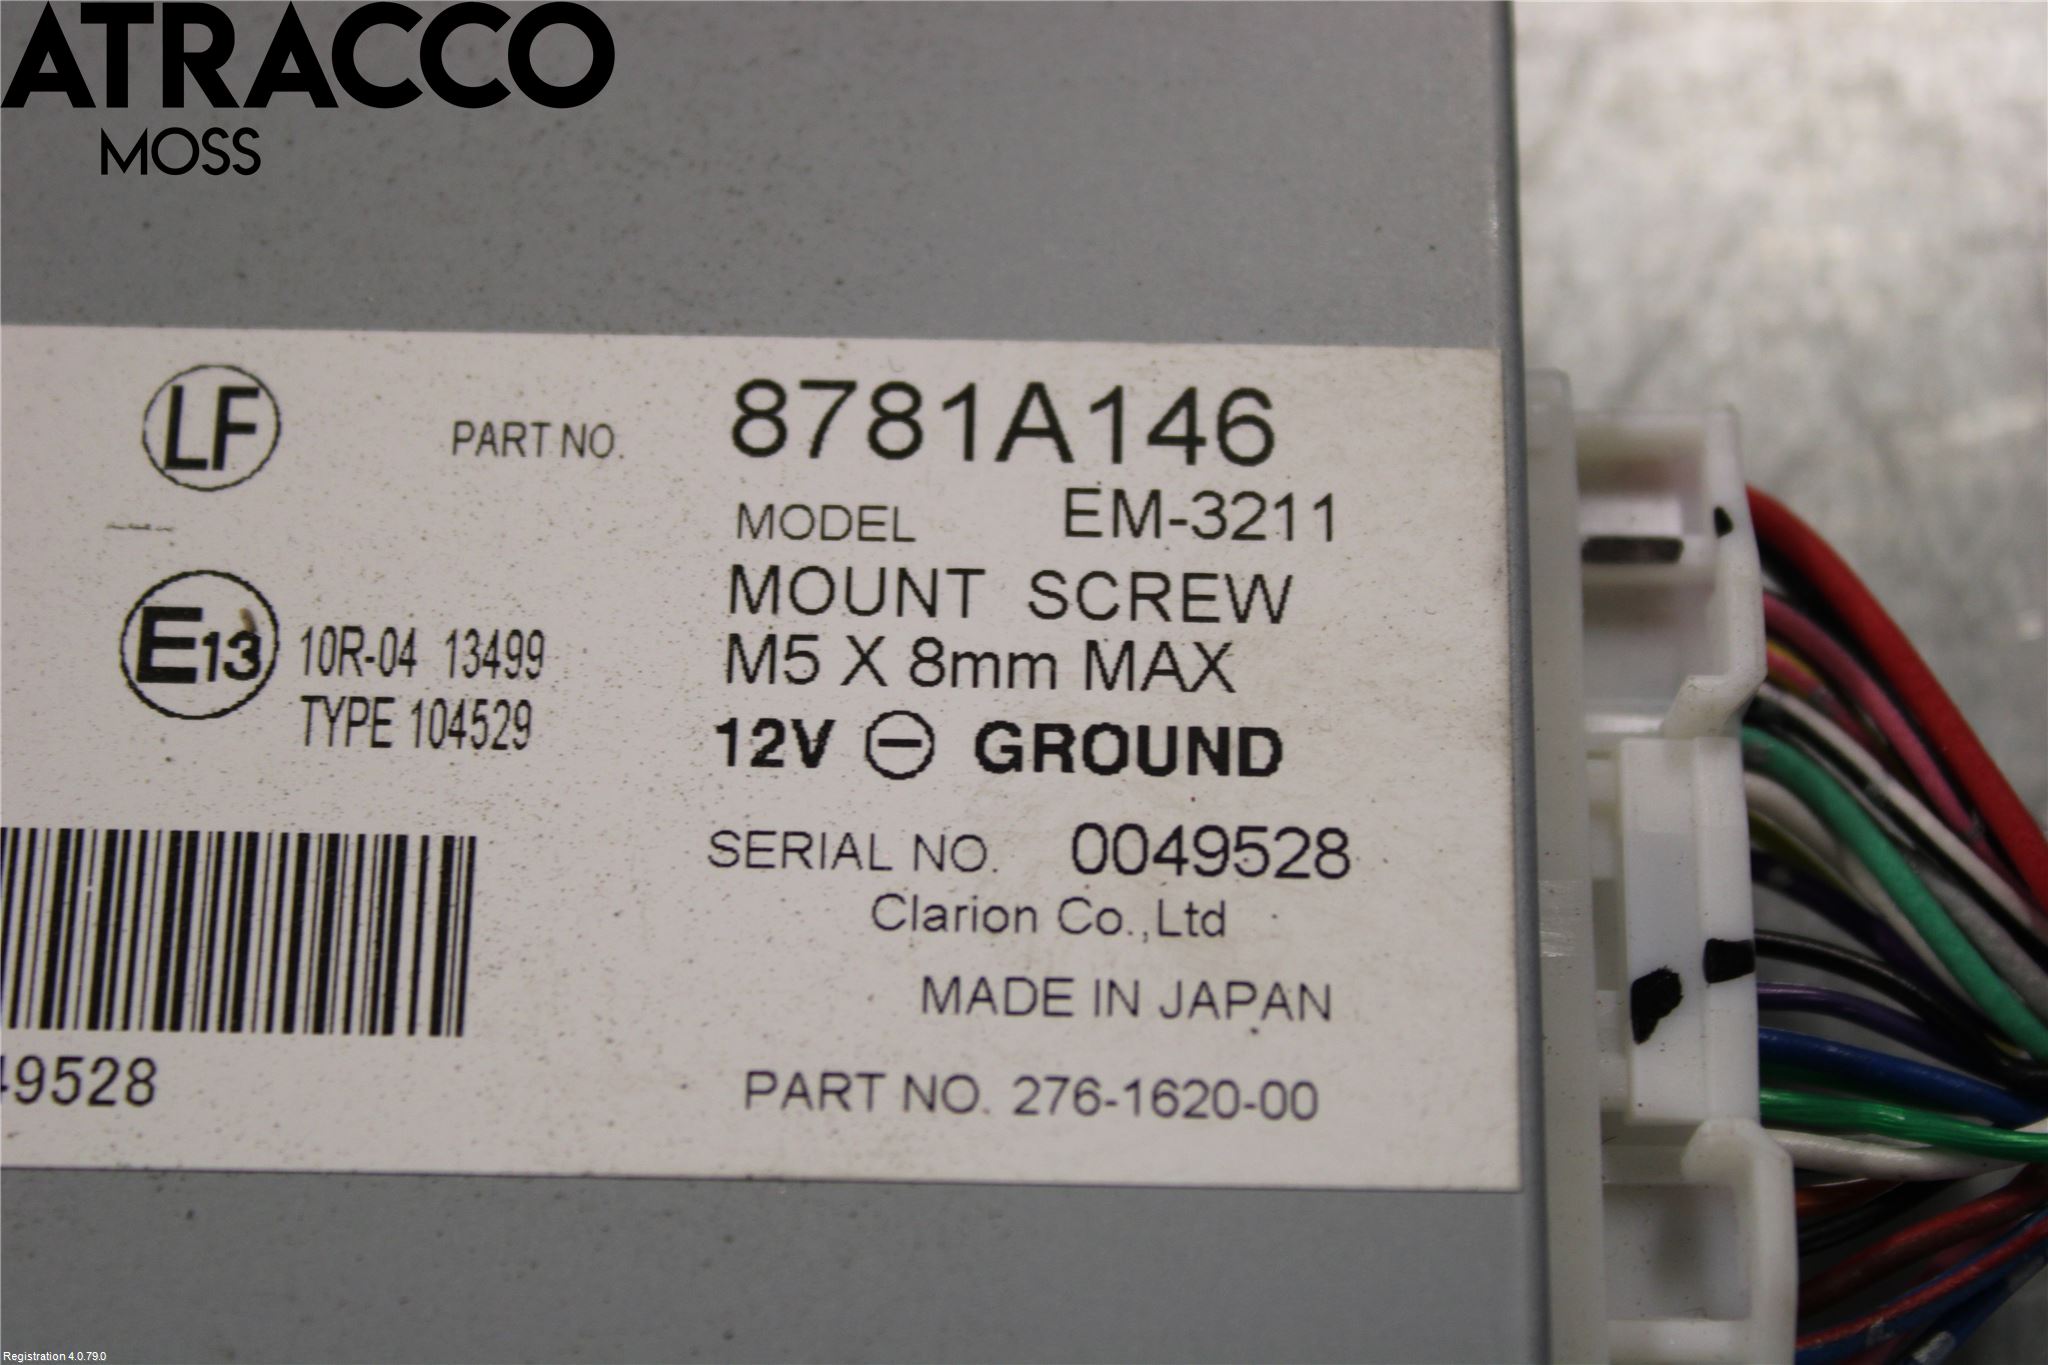 ATRACCO
MOSS
LF
PART NO. 8781A146
MODEL EM-3211
MOUNT SCREW
M5 X 8mm MAX
E13 10R-04 13499
TYPE 104529
12V ⊖ GROUND
SERIAL NO. 0049528
Clarion Co.,Ltd
MADE IN JAPAN
49528
PART NO. 276-1620-00
Registration 4.0.79.0